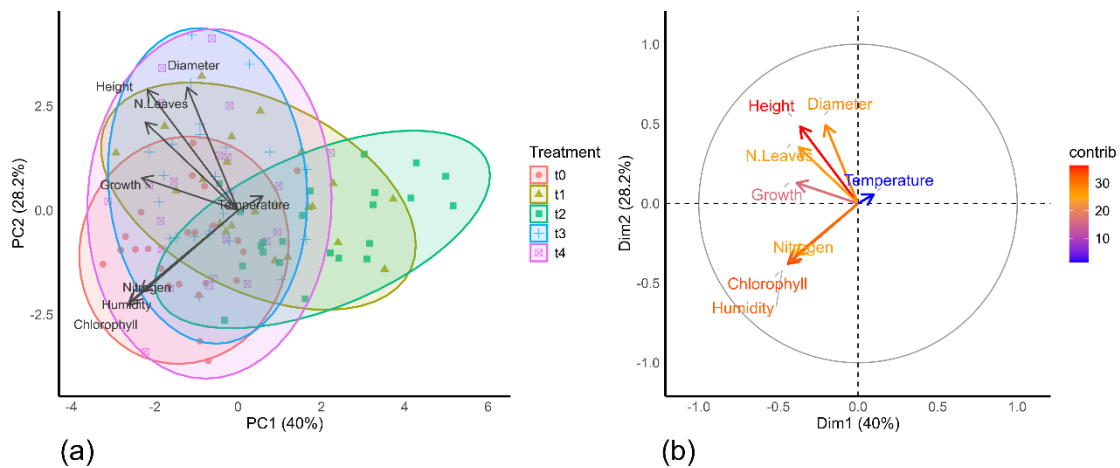 Diameter
Height
N.Leaves
Growth
Temperature
Nitrogen
Humidity
Chlorophyll
2.5
0.0
-2.5
PC2 (28.2%)
-4
-2
0
2
4
6
PC1 (40%)
(a)
Treatment
t0
t1
t2
t3
t4
1.0
0.5
0.0
-0.5
-1.0
Dim2 (28.2%)
Height
Diameter
N.Leaves
Temperature
Growth
Nitrogen
Chlorophyll
Humidity
-1.0
-0.5
0.0
0.5
1.0
Dim1 (40%)
(b)
contrib
30
20
10